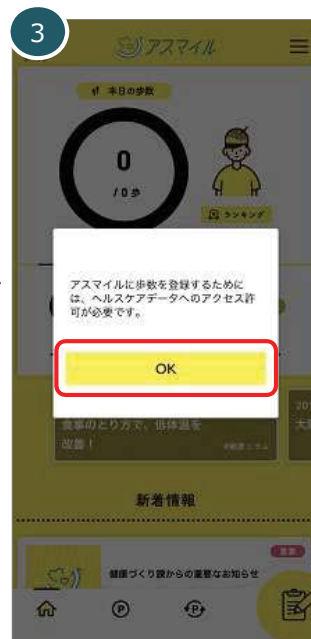 3
アスマイル
本日の歩数
0
/0歩
ランキング
アスマイルに歩数を登録するために
は、ヘルスケアデータへのアクセス許
可が必要です。
OK
食事のとり方で、低体温を
改善！
新着情報
重要
健康づくり課からの重要なお知らせ